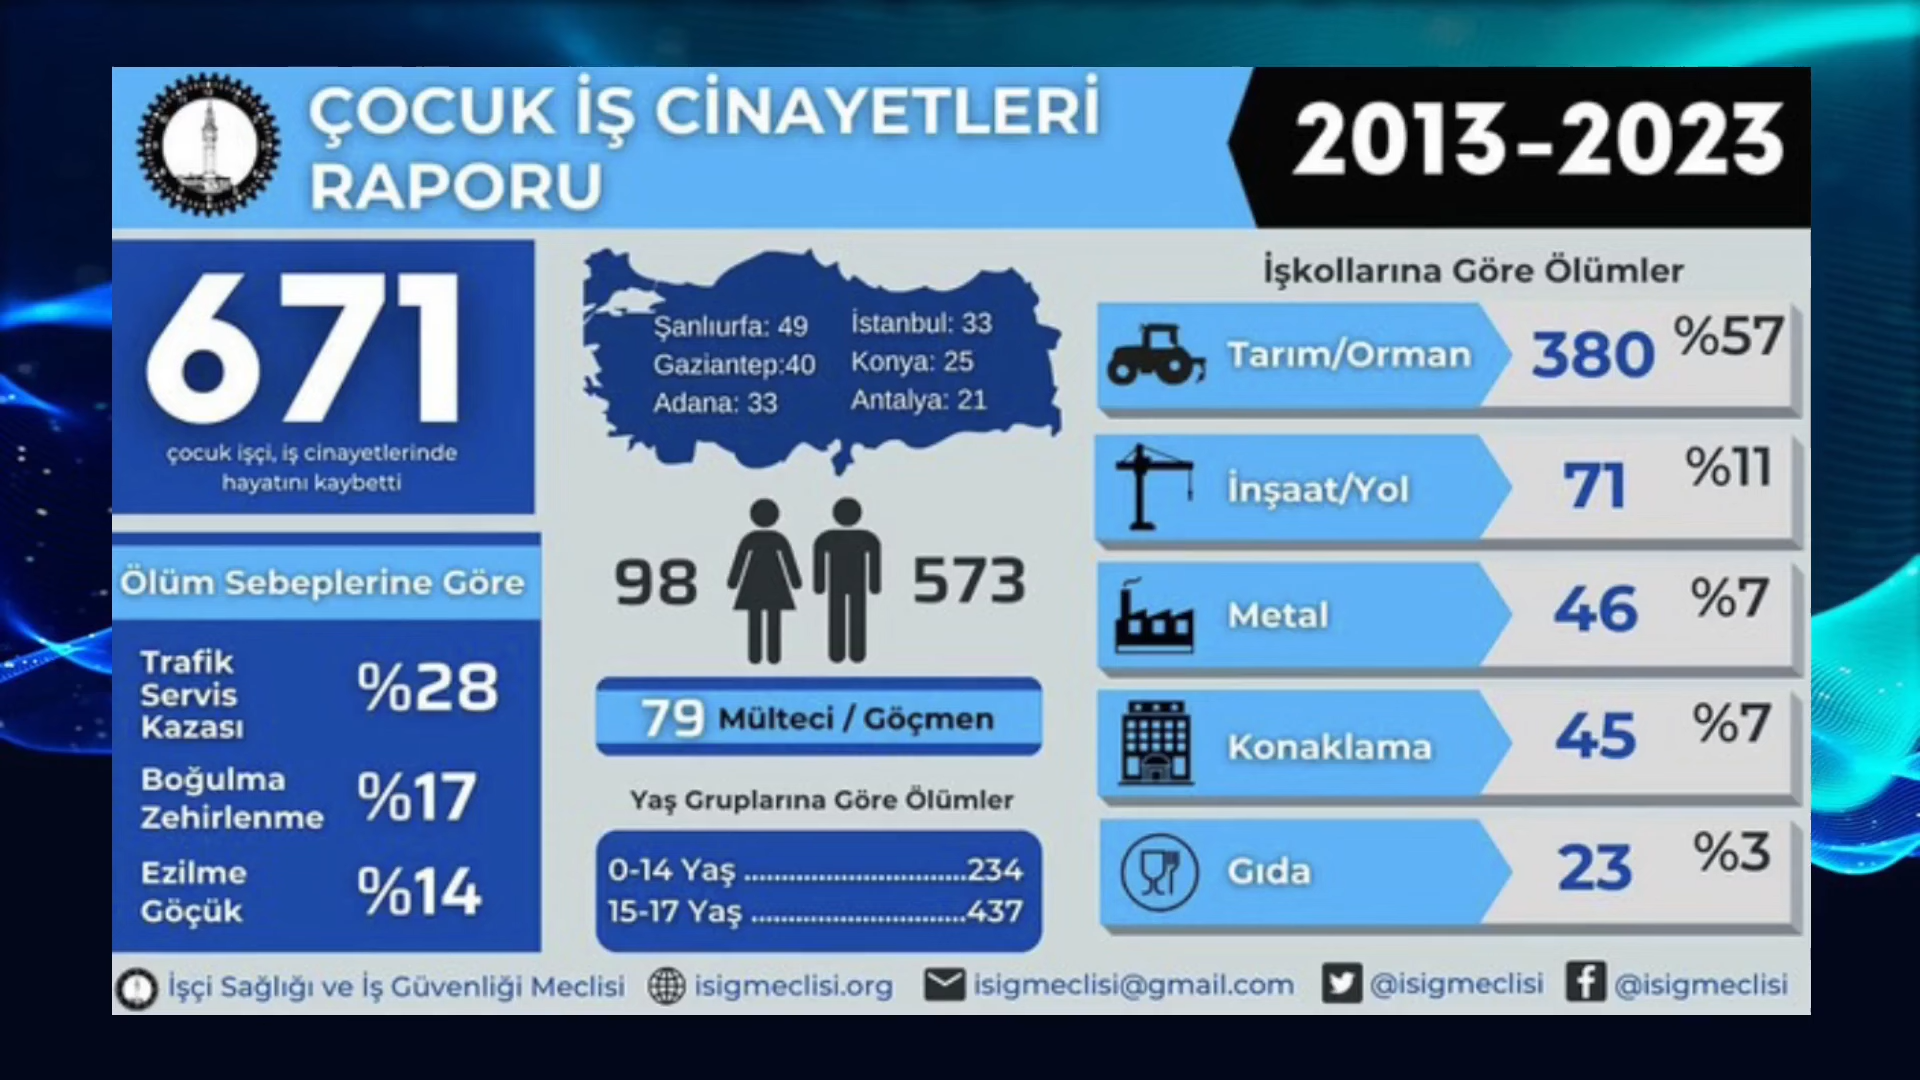 ÇOCUK İŞ CİNAYETLERİ
RAPORU
2013-2023
671
çocuk işçi, iş cinayetlerinde
hayatını kaybetti
Ölüm Sebeplerine Göre
Trafik
Servis
Kazası
%28
Boğulma
Zehirlenme
%17
Ezilme
Göçük
%14
Şanlıurfa: 49
Gaziantep:40
Adana: 33
İstanbul: 33
Konya: 25
Antalya: 21
98
573
79 Mülteci / Göçmen
Yaş Gruplarına Göre Ölümler
0-14 Yaş ..............................234
15-17 Yaş .............................437
İşkollarına Göre Ölümler
Tarım/Orman 380 %57
İnşaat/Yol 71 %11
Metal 46 %7
Konaklama 45 %7
Gıda 23 %3
İşçi Sağlığı ve İş Güvenliği Meclisi isigmeclisi.org isigmeclisi@gmail.com @isigmeclisi @isigmeclisi